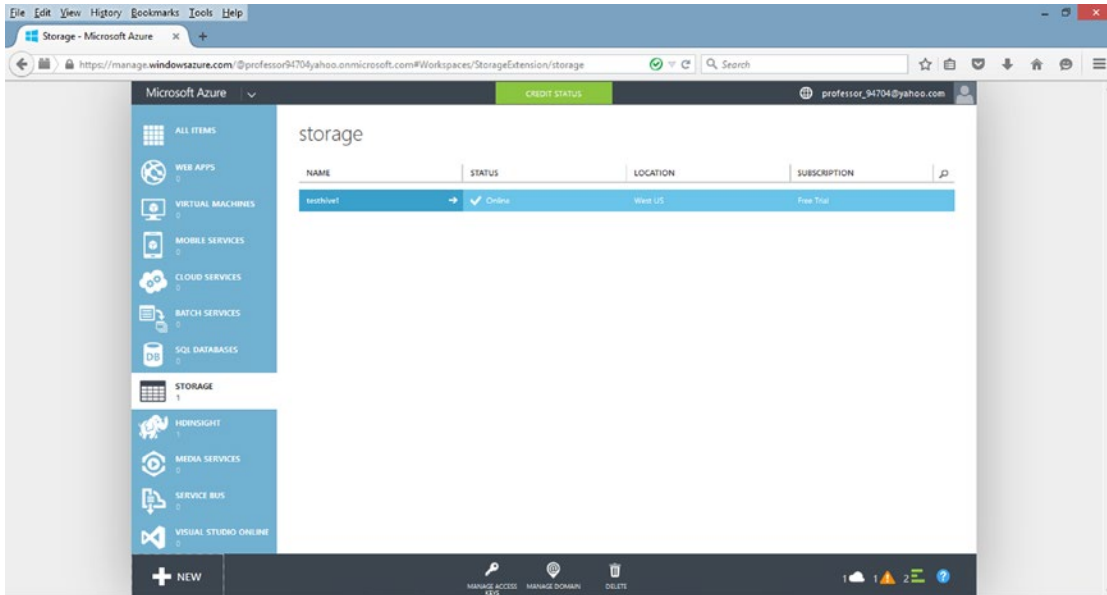 File Edit View History Bookmarks Tools Help
Storage - Microsoft Azure × +
https://manage.windowsazure.com/@professor94704yahoo.onmicrosoft.com#Workspaces/StorageExtension/storage Search
Microsoft Azure CREDIT STATUS professor_94704@yahoo.com
ALL ITEMS
WEB APPS
0
VIRTUAL MACHINES
0
MOBILE SERVICES
0
CLOUD SERVICES
0
BATCH SERVICES
0
SQL DATABASES
0
STORAGE
1
HDINSIGHT
1
MEDIA SERVICES
0
SERVICE BUS
0
VISUAL STUDIO ONLINE
0
storage
NAME STATUS LOCATION SUBSCRIPTION
testhive1 Online West US Free Trial
NEW
MANAGE ACCESS
KEYS
MANAGE DOMAIN
DELETE
1 1 2